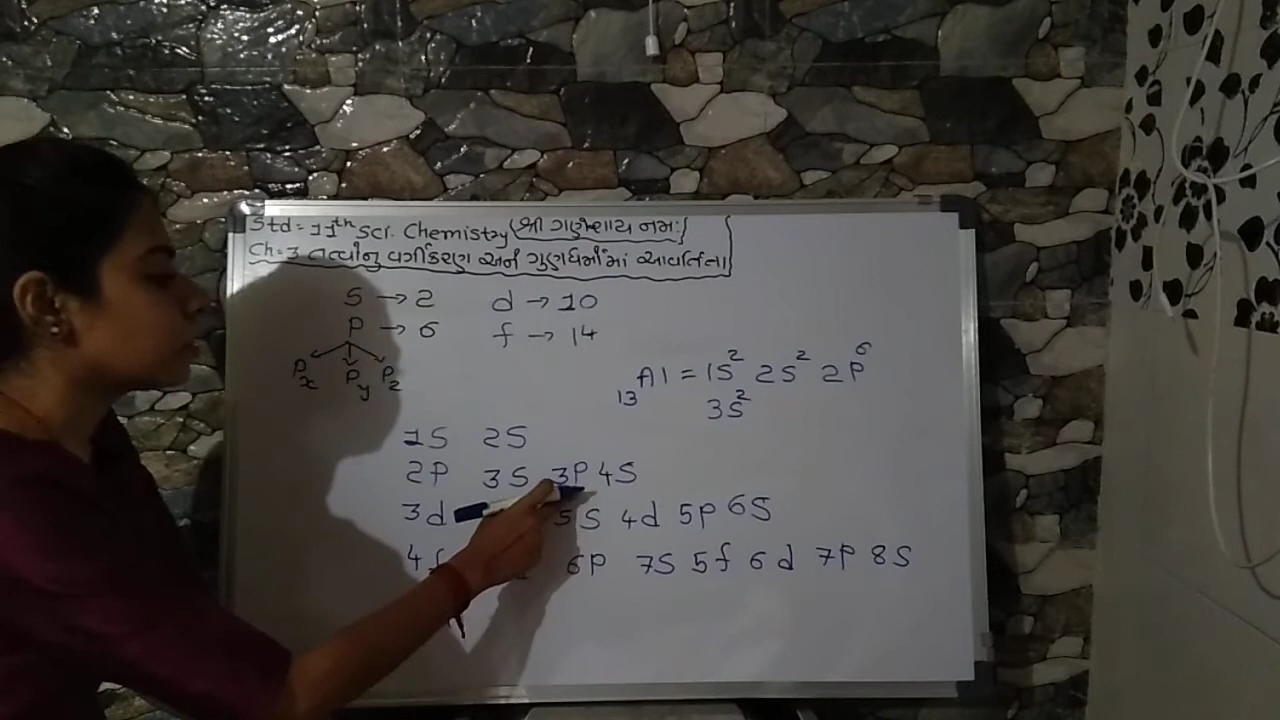 Std = 11th Sci. Chemistry (શ્રી ગણેશાય નમઃ)
Ch:3 તત્વોનુ વર્ગીકરણ અને ગુણધર્મોમાં આવર્તિતા
S → 2 d → 10
P → 6 f → 14
Px Py Pz
13Al = 1S² 2S² 2P⁶
3S²
1S 2S
2P 3S 3P 4S
3d 5S 4d 5P 6S
4f 6P 7S 5f 6d 7P 8S